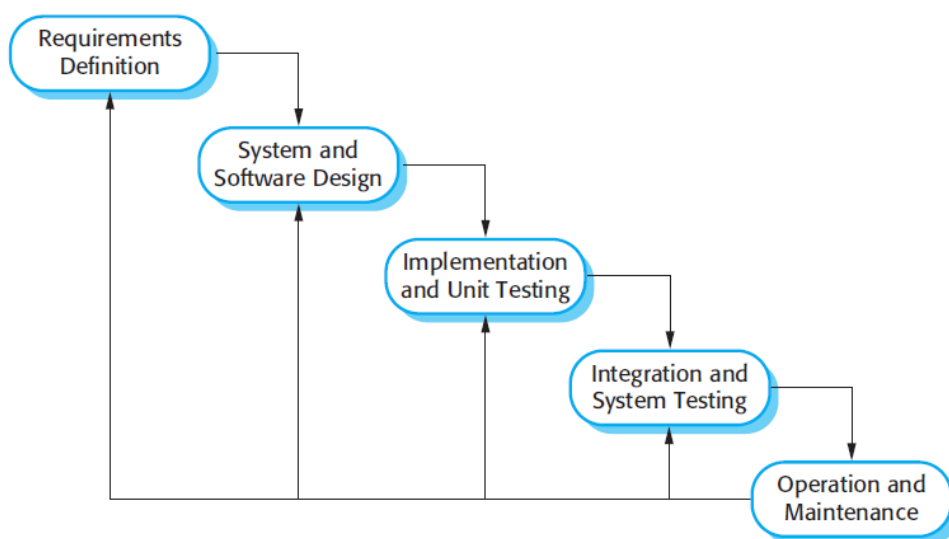 Requirements
Definition
System and
Software Design
Implementation
and Unit Testing
Integration and
System Testing
Operation and
Maintenance